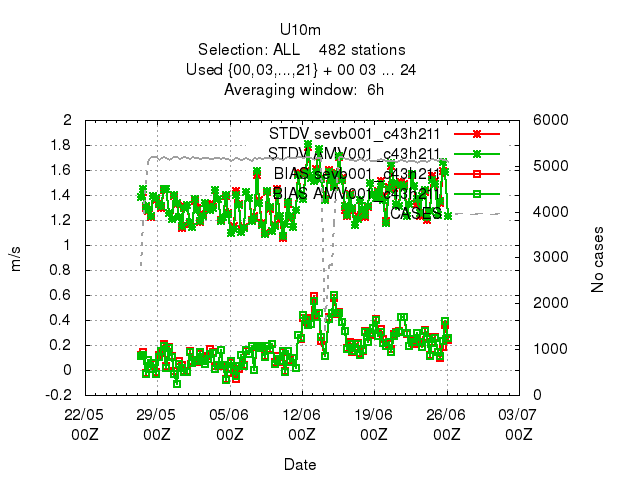 U10m
Selection: ALL    482 stations
Used {00,03,...,21} + 00 03 ... 24
Averaging window:  6h
STDV sevb001_c43h211
STDV AMV001_c43h211
BIAS sevb001_c43h211
BIAS AMV001_c43h211
CASES
2
1.8
1.6
1.4
1.2
1
0.8
0.6
0.4
0.2
0
-0.2
m/s
6000
5000
4000
3000
2000
1000
0
No cases
22/05 29/05 05/06 12/06 19/06 26/06 03/07
00Z 00Z 00Z 00Z 00Z 00Z 00Z
Date